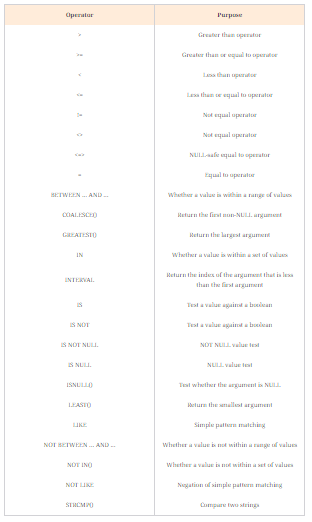 Operator Purpose
> Greater than operator
>= Greater than or equal to operator
< Less than operator
<= Less than or equal to operator
!= Not equal operator
<> Not equal operator
<=> NULL-safe equal to operator
= Equal to operator
BETWEEN ... AND ... Whether a value is within a range of values
COALESCE() Return the first non-NULL argument
GREATEST() Return the largest argument
IN Whether a value is within a set of values
INTERVAL Return the index of the argument that is less
than the first argument
IS Test a value against a boolean
IS NOT Test a value against a boolean
IS NOT NULL NOT NULL value test
IS NULL NULL value test
ISNULL() Test whether the argument is NULL
LEAST() Return the smallest argument
LIKE Simple pattern matching
NOT BETWEEN ... AND ... Whether a value is not within a range of values
NOT IN() Whether a value is not within a set of values
NOT LIKE Negation of simple pattern matching
STRCMP() Compare two strings